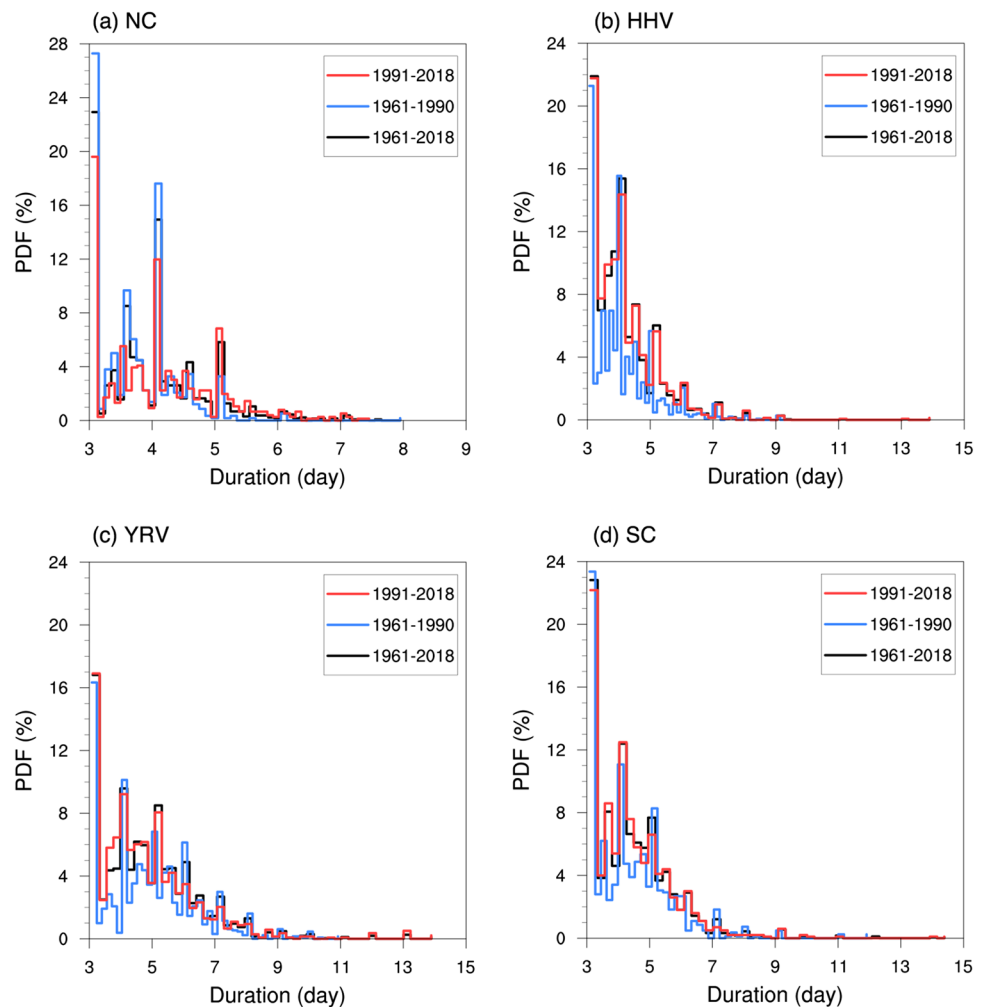 (a) NC
28
24
20
16
12
8
4
0
PDF (%)
3 4 5 6 7 8 9
Duration (day)
1991-2018
1961-1990
1961-2018
(b) HHV
24
20
16
12
8
4
0
PDF (%)
3 5 7 9 11 13 15
Duration (day)
1991-2018
1961-1990
1961-2018
(c) YRV
24
20
16
12
8
4
0
PDF (%)
3 5 7 9 11 13 15
Duration (day)
1991-2018
1961-1990
1961-2018
(d) SC
24
20
16
12
8
4
0
PDF (%)
3 5 7 9 11 13 15
Duration (day)
1991-2018
1961-1990
1961-2018